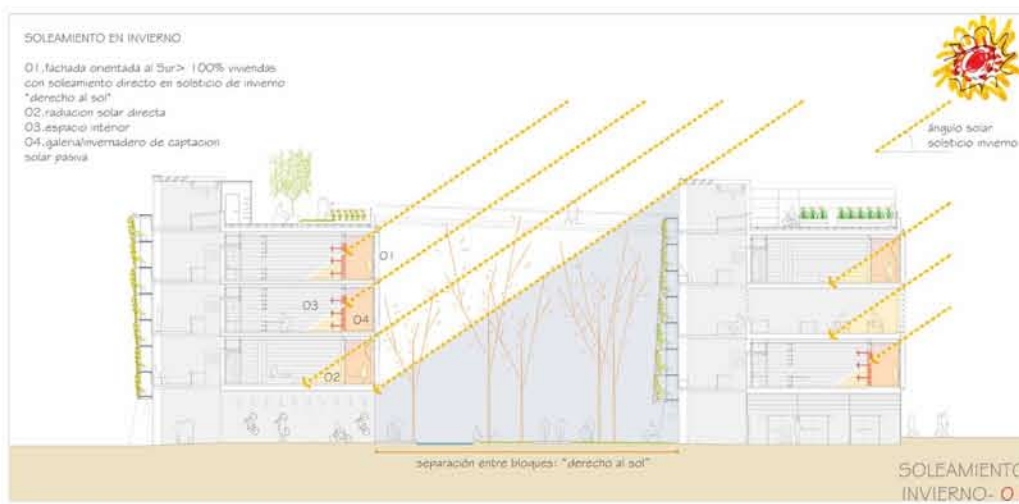 SOLEAMIENTO EN INVIERNO
01.fachada orientada al Sur> 100% viviendas
con soleamiento directo en solsticio de invierno
"derecho al sol"
02.radiacion solar directa
03.espacio interior
04.galeria/invernadero de captacion
solar pasiva
ángulo solar
solsticio invierno
01
03
04
02
separación entre bloques: "derecho al sol"
SOLEAMIENTO
INVIERNO- 0